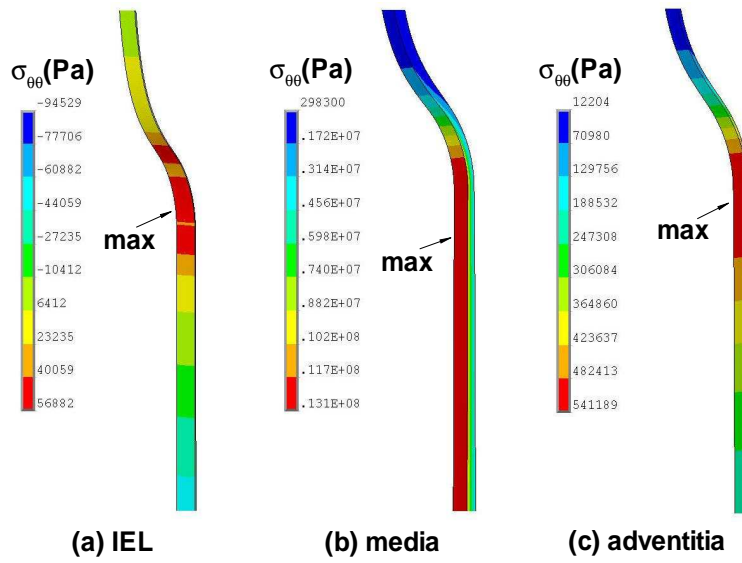 σθθ(Pa)
-94529
-77706
-60882
-44059
-27235
-10412
6412
23235
40059
56882
max
(a) IEL
σθθ(Pa)
298300
.172E+07
.314E+07
.456E+07
.598E+07
.740E+07
.882E+07
.102E+08
.117E+08
.131E+08
max
(b) media
σθθ(Pa)
12204
70980
129756
188532
247308
306084
364860
423637
482413
541189
max
(c) adventitia